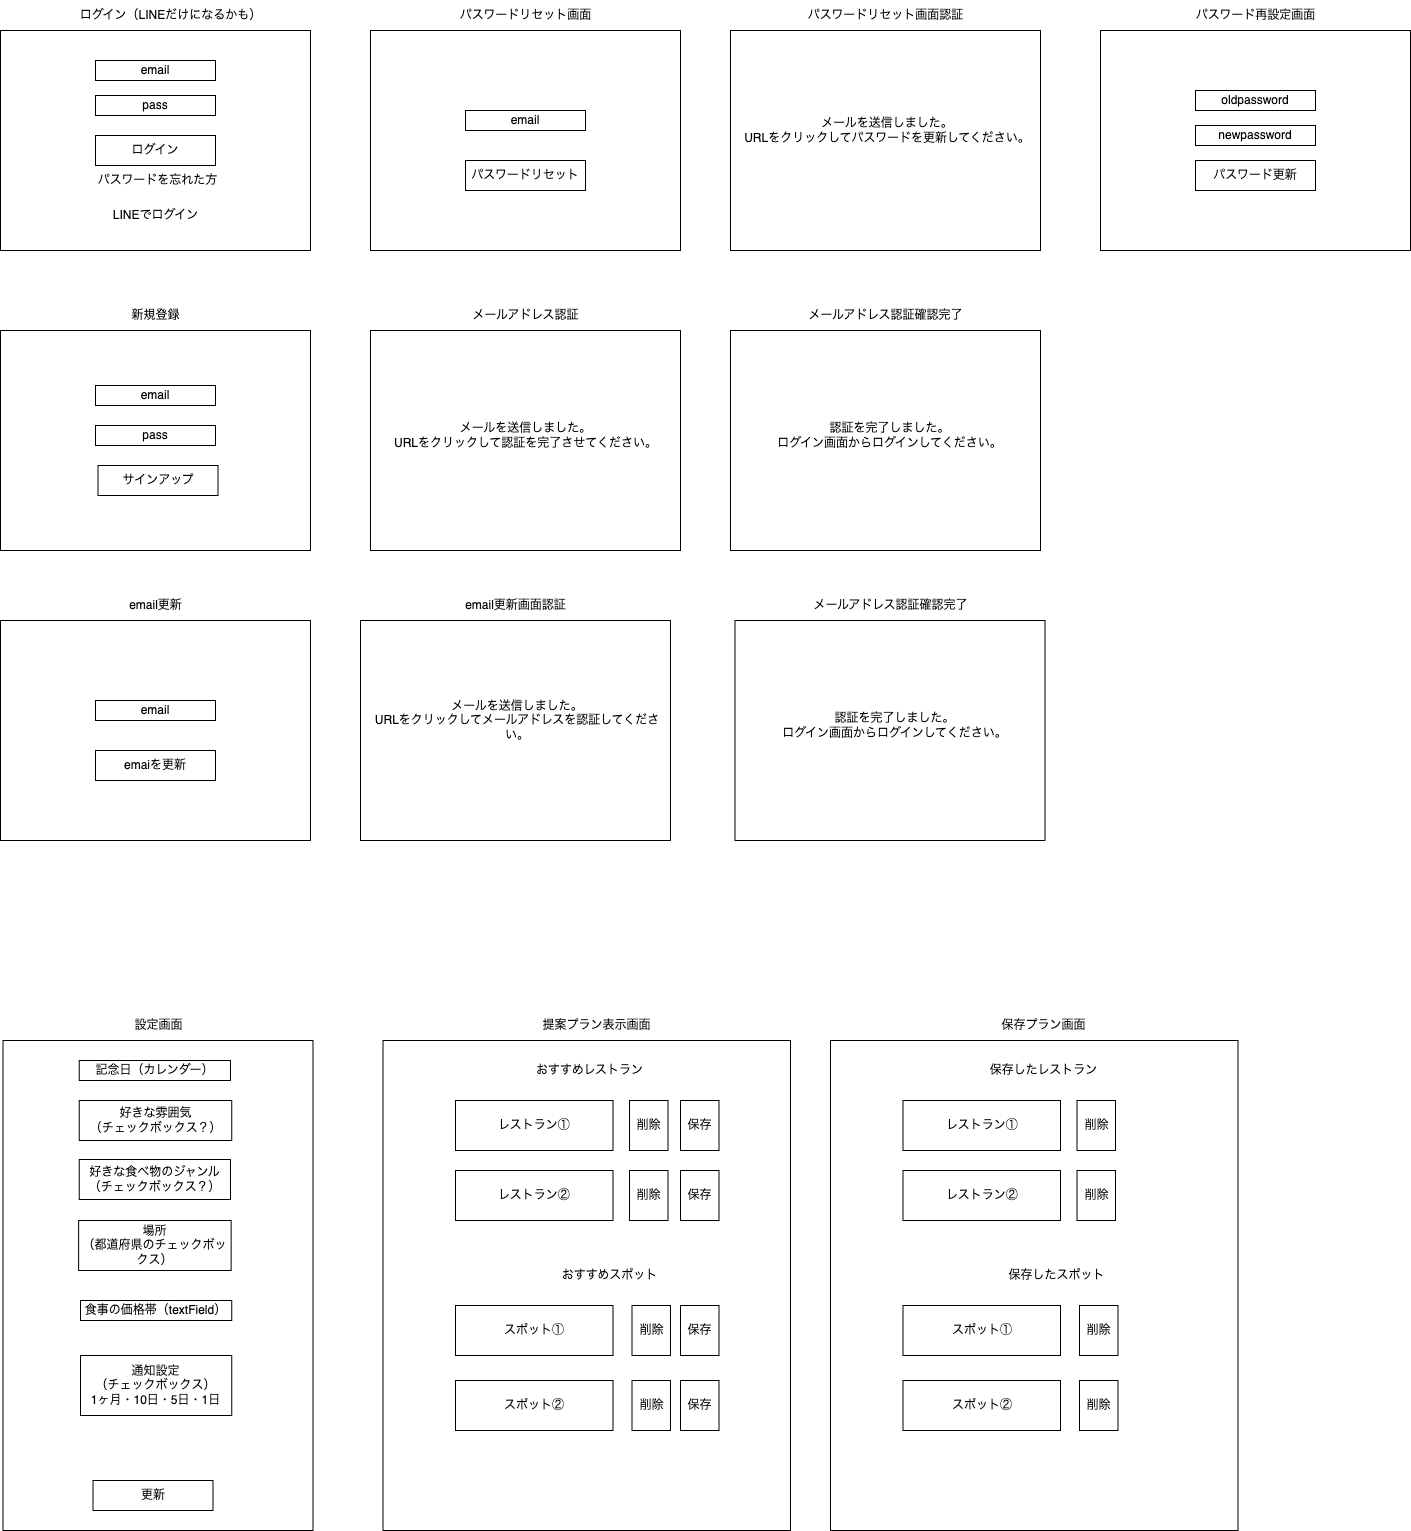 ログイン（LINEだけになるかも）
email
pass
ログイン
パスワードを忘れた方
LINEでログイン
パスワードリセット画面
email
パスワードリセット
パスワードリセット画面認証
メールを送信しました。
URLをクリックしてパスワードを更新してください。
パスワード再設定画面
oldpassword
newpassword
パスワード更新
新規登録
email
pass
サインアップ
メールアドレス認証
メールを送信しました。
URLをクリックして認証を完了させてください。
メールアドレス認証確認完了
認証を完了しました。
ログイン画面からログインしてください。
email更新
email
emaiを更新
email更新画面認証
メールを送信しました。
URLをクリックしてメールアドレスを認証してくださ
い。
メールアドレス認証確認完了
認証を完了しました。
ログイン画面からログインしてください。
設定画面
記念日（カレンダー）
好きな雰囲気
（チェックボックス？）
好きな食べ物のジャンル
（チェックボックス？）
場所
（都道府県のチェックボッ
クス）
食事の価格帯（textField）
通知設定
（チェックボックス）
1ヶ月・10日・5日・1日
更新
提案プラン表示画面
おすすめレストラン
レストラン①
削除
保存
レストラン②
削除
保存
おすすめスポット
スポット①
削除
保存
スポット②
削除
保存
保存プラン画面
保存したレストラン
レストラン①
削除
レストラン②
削除
保存したスポット
スポット①
削除
スポット②
削除